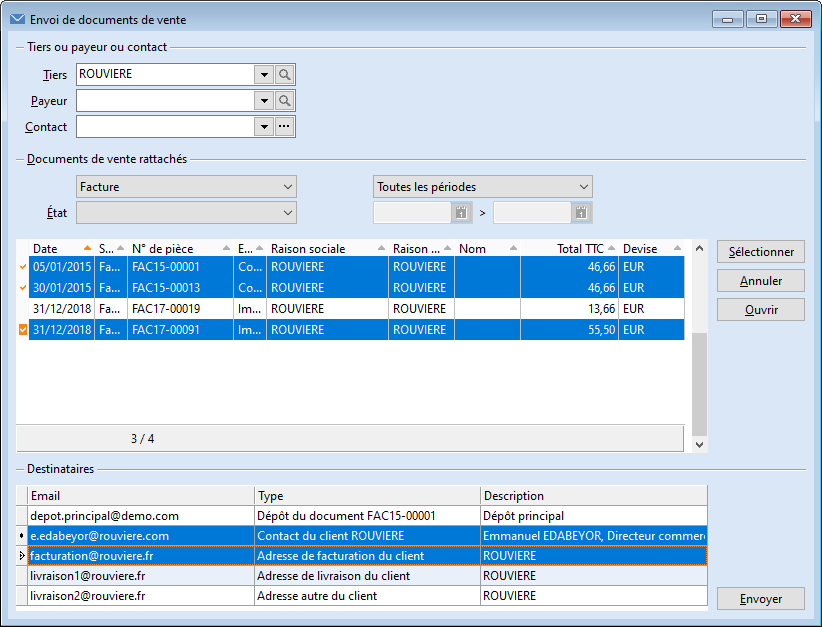 Envoi de documents de vente
Tiers ou payeur ou contact
Tiers ROUVIERE
Payeur
Contact
Documents de vente rattachés
Facture Toutes les périodes
État >
Date S... N° de pièce E... Raison sociale Raison ... Nom Total TTC Devise
05/01/2015 Fa... FAC15-00001 Co... ROUVIERE ROUVIERE 46,66 EUR
30/01/2015 Fa... FAC15-00013 Co... ROUVIERE ROUVIERE 46,66 EUR
31/12/2018 Fa... FAC17-00019 Im... ROUVIERE ROUVIERE 13,66 EUR
31/12/2018 Fa... FAC17-00091 Im... ROUVIERE ROUVIERE 55,50 EUR
3 / 4
Sélectionner
Annuler
Ouvrir
Destinataires
Email Type Description
depot.principal@demo.com Dépôt du document FAC15-00001 Dépôt principal
e.edabeyor@rouviere.com Contact du client ROUVIERE Emmanuel EDABEYOR, Directeur commer
facturation@rouviere.fr Adresse de facturation du client ROUVIERE
livraison1@rouviere.fr Adresse de livraison du client ROUVIERE
livraison2@rouviere.fr Adresse autre du client ROUVIERE
Envoyer